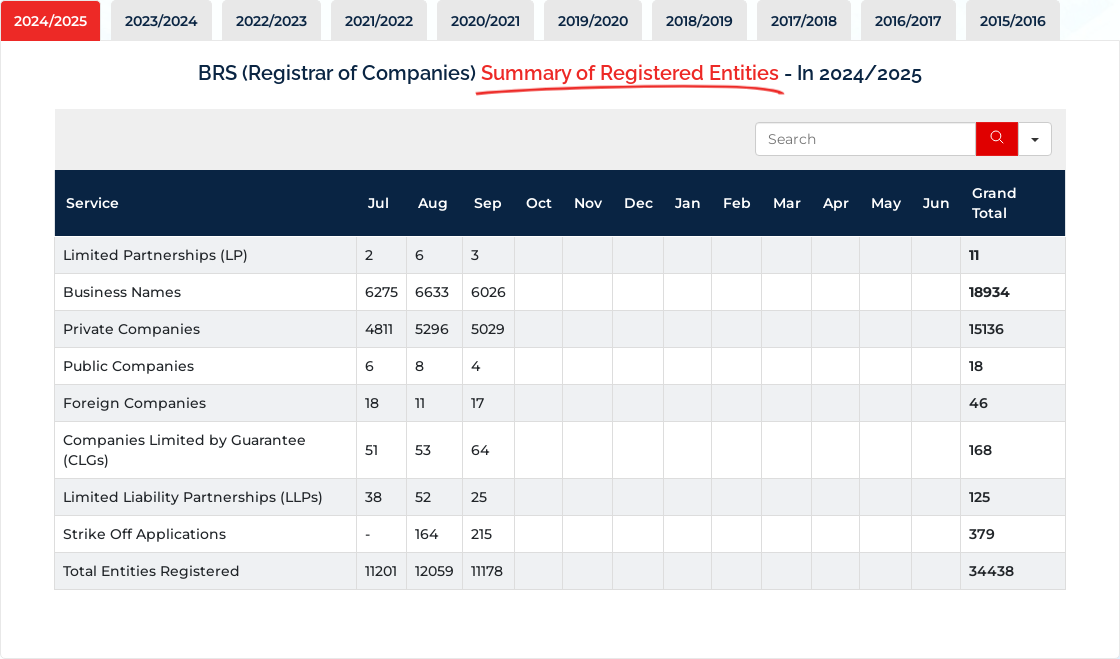 2024/2025 2023/2024 2022/2023 2021/2022 2020/2021 2019/2020 2018/2019 2017/2018 2016/2017 2015/2016
BRS (Registrar of Companies) Summary of Registered Entities - In 2024/2025
Search
Service Jul Aug Sep Oct Nov Dec Jan Feb Mar Apr May Jun Grand
Total
Limited Partnerships (LP) 2 6 3 11
Business Names 6275 6633 6026 18934
Private Companies 4811 5296 5029 15136
Public Companies 6 8 4 18
Foreign Companies 18 11 17 46
Companies Limited by Guarantee
(CLGs) 51 53 64 168
Limited Liability Partnerships (LLPs) 38 52 25 125
Strike Off Applications - 164 215 379
Total Entities Registered 11201 12059 11178 34438